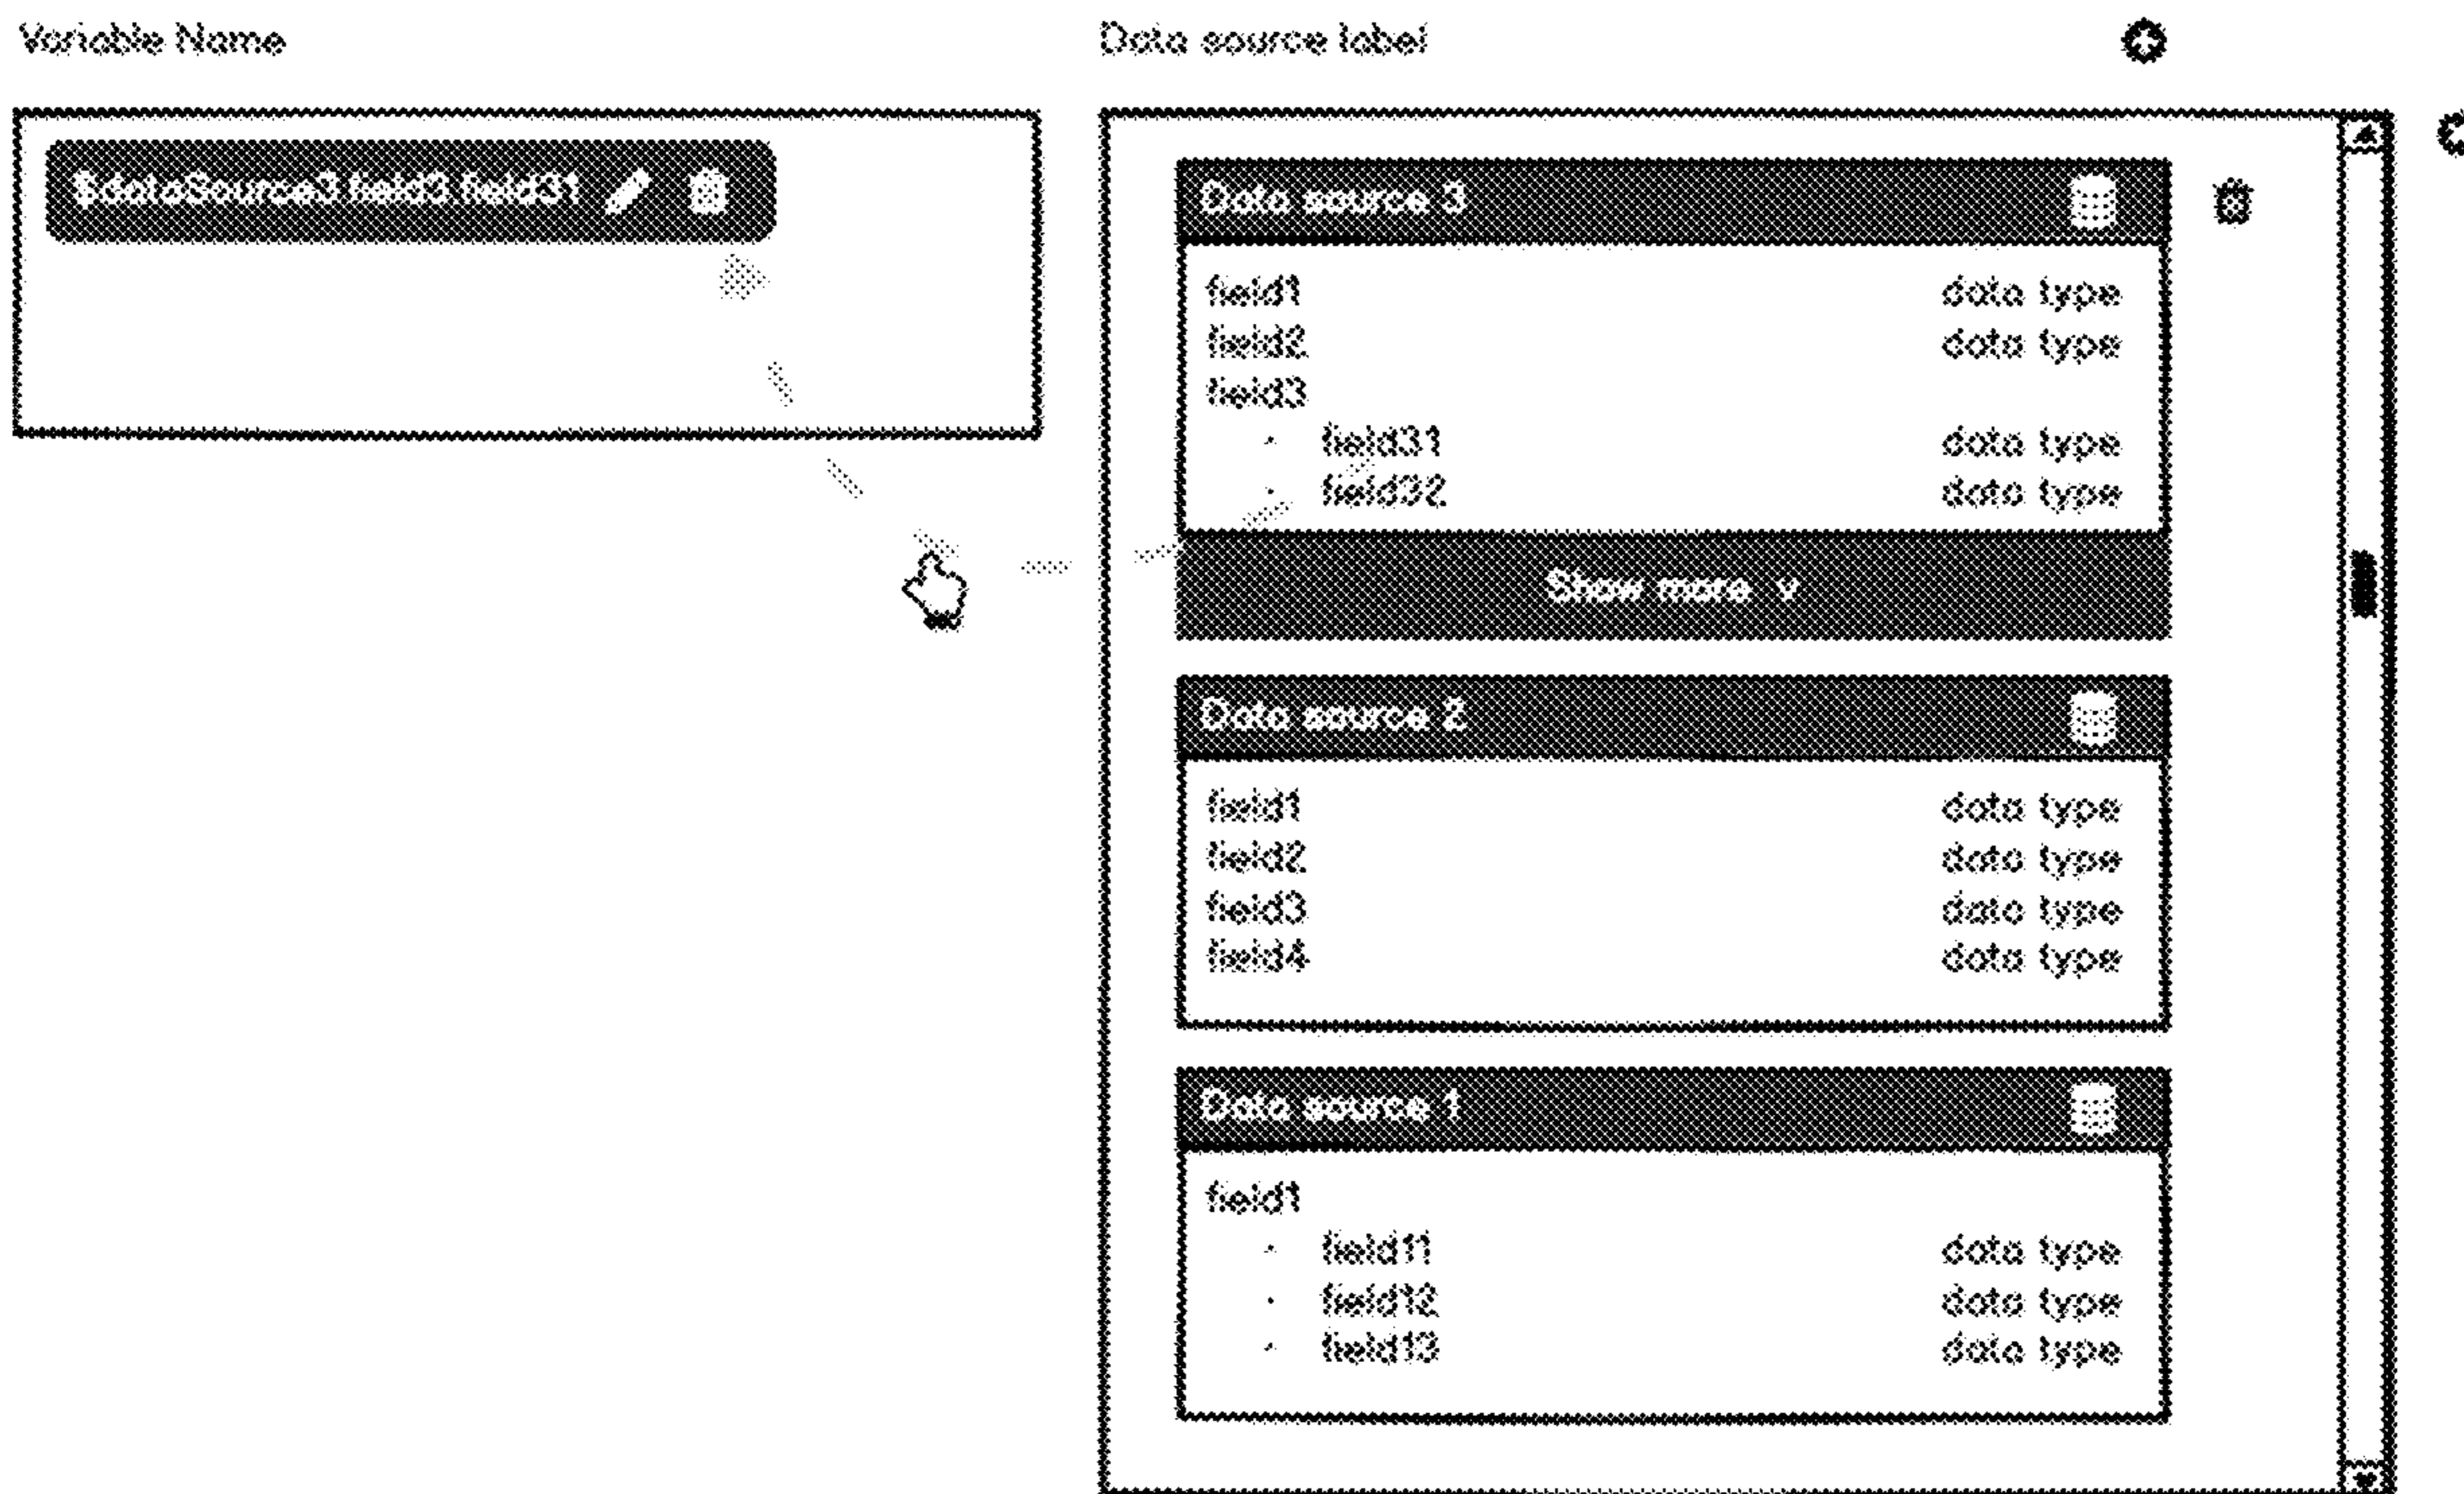 Variable Name
Data source label
$dataSource3.field3.field31
Data source 3
field1 data type
field2 data type
field3
· field31 data type
· field32 data type
Show more v
Data source 2
field1 data type
field2 data type
field3 data type
field4 data type
Data source 1
field1
· field11 data type
· field12 data type
· field13 data type